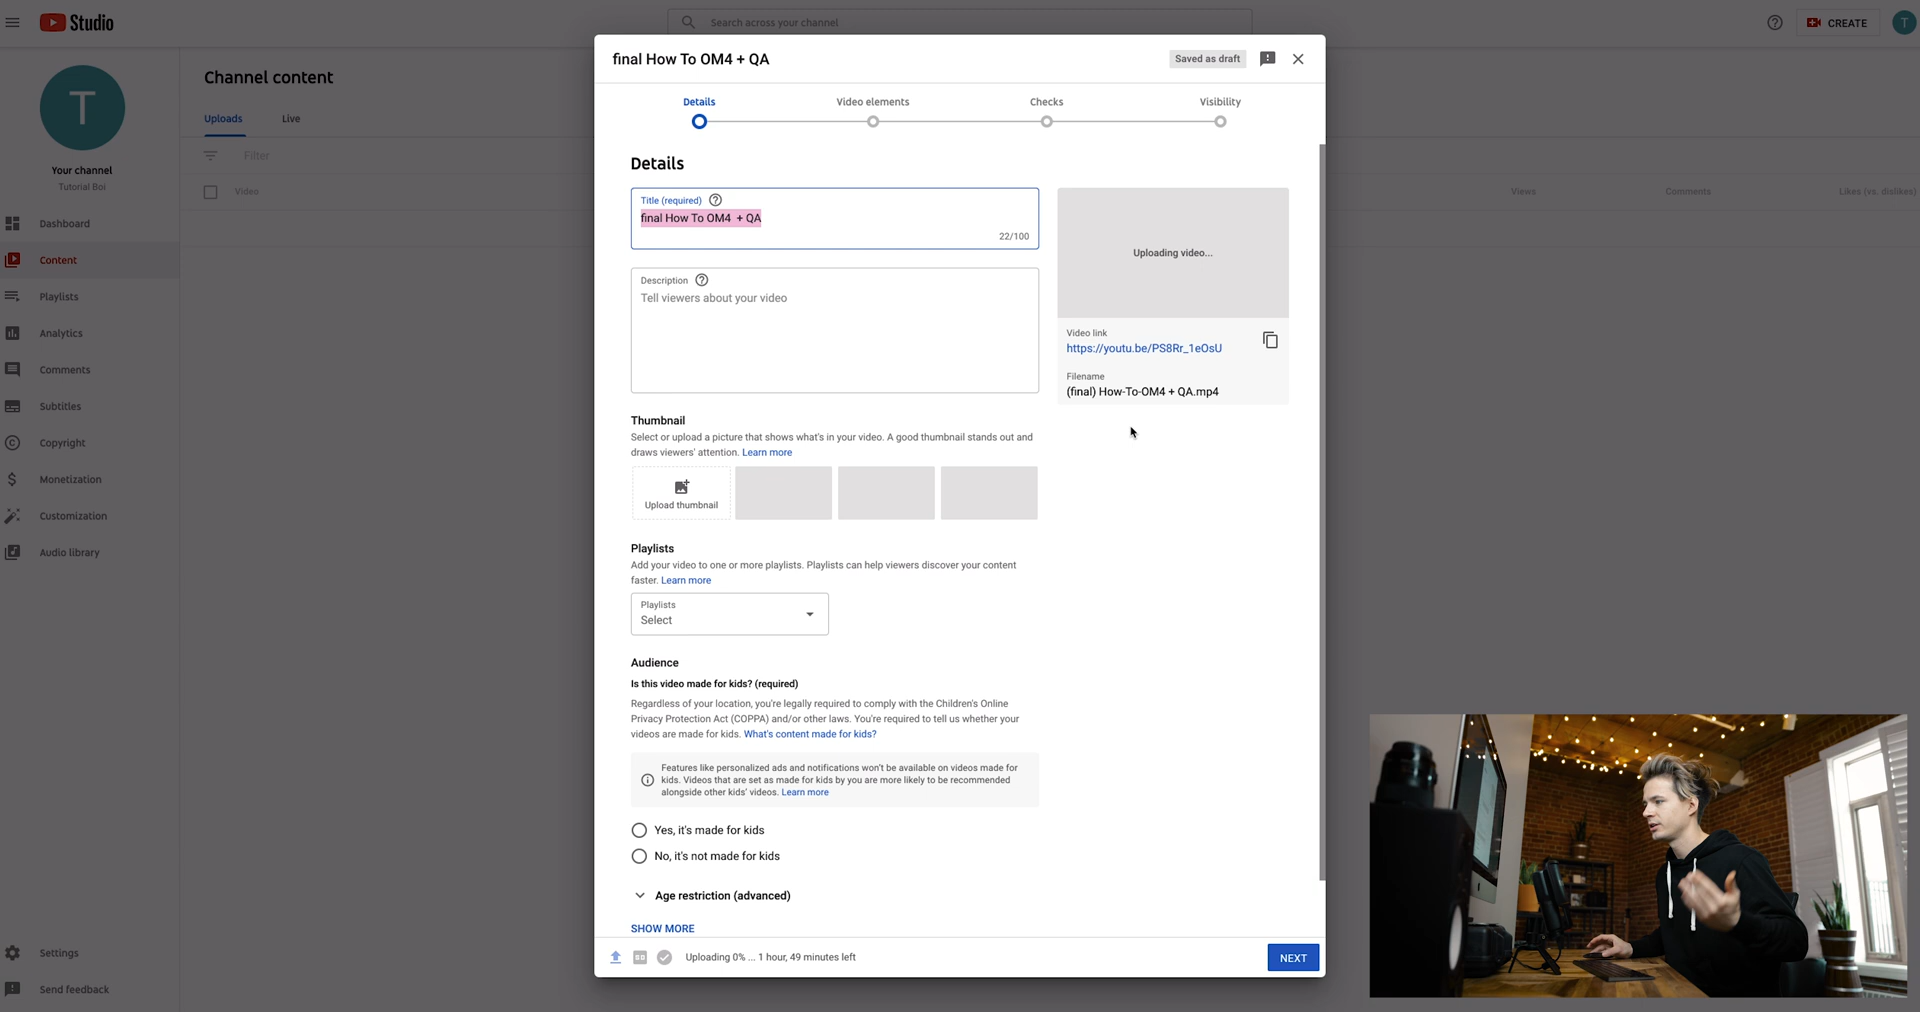 Studio
Search across your channel
CREATE
T
T
Your channel
Tutorial Boi
Dashboard
Content
Playlists
Analytics
Comments
Subtitles
Copyright
Monetization
Customization
Audio library
Settings
Send feedback
Channel content
Uploads
Live
Filter
Video
Views
Comments
Likes (vs. dislikes)
final How To OM4 + QA
Saved as draft
Details
Video elements
Checks
Visibility
Details
Title (required)
final How To OM4  + QA
22/100
Description
Tell viewers about your video
Uploading video...
Video link
https://youtu.be/PS8Rr_1eOsU
Filename
(final) How-To-OM4 + QA.mp4
Thumbnail
Select or upload a picture that shows what's in your video. A good thumbnail stands out and
draws viewers' attention. Learn more
Upload thumbnail
Playlists
Add your video to one or more playlists. Playlists can help viewers discover your content
faster. Learn more
Playlists
Select
Audience
Is this video made for kids? (required)
Regardless of your location, you're legally required to comply with the Children's Online
Privacy Protection Act (COPPA) and/or other laws. You're required to tell us whether your
videos are made for kids. What's content made for kids?
Features like personalized ads and notifications won't be available on videos made for
kids. Videos that are set as made for kids by you are more likely to be recommended
alongside other kids' videos. Learn more
Yes, it's made for kids
No, it's not made for kids
Age restriction (advanced)
SHOW MORE
SD
Uploading 0% ... 1 hour, 49 minutes left
NEXT